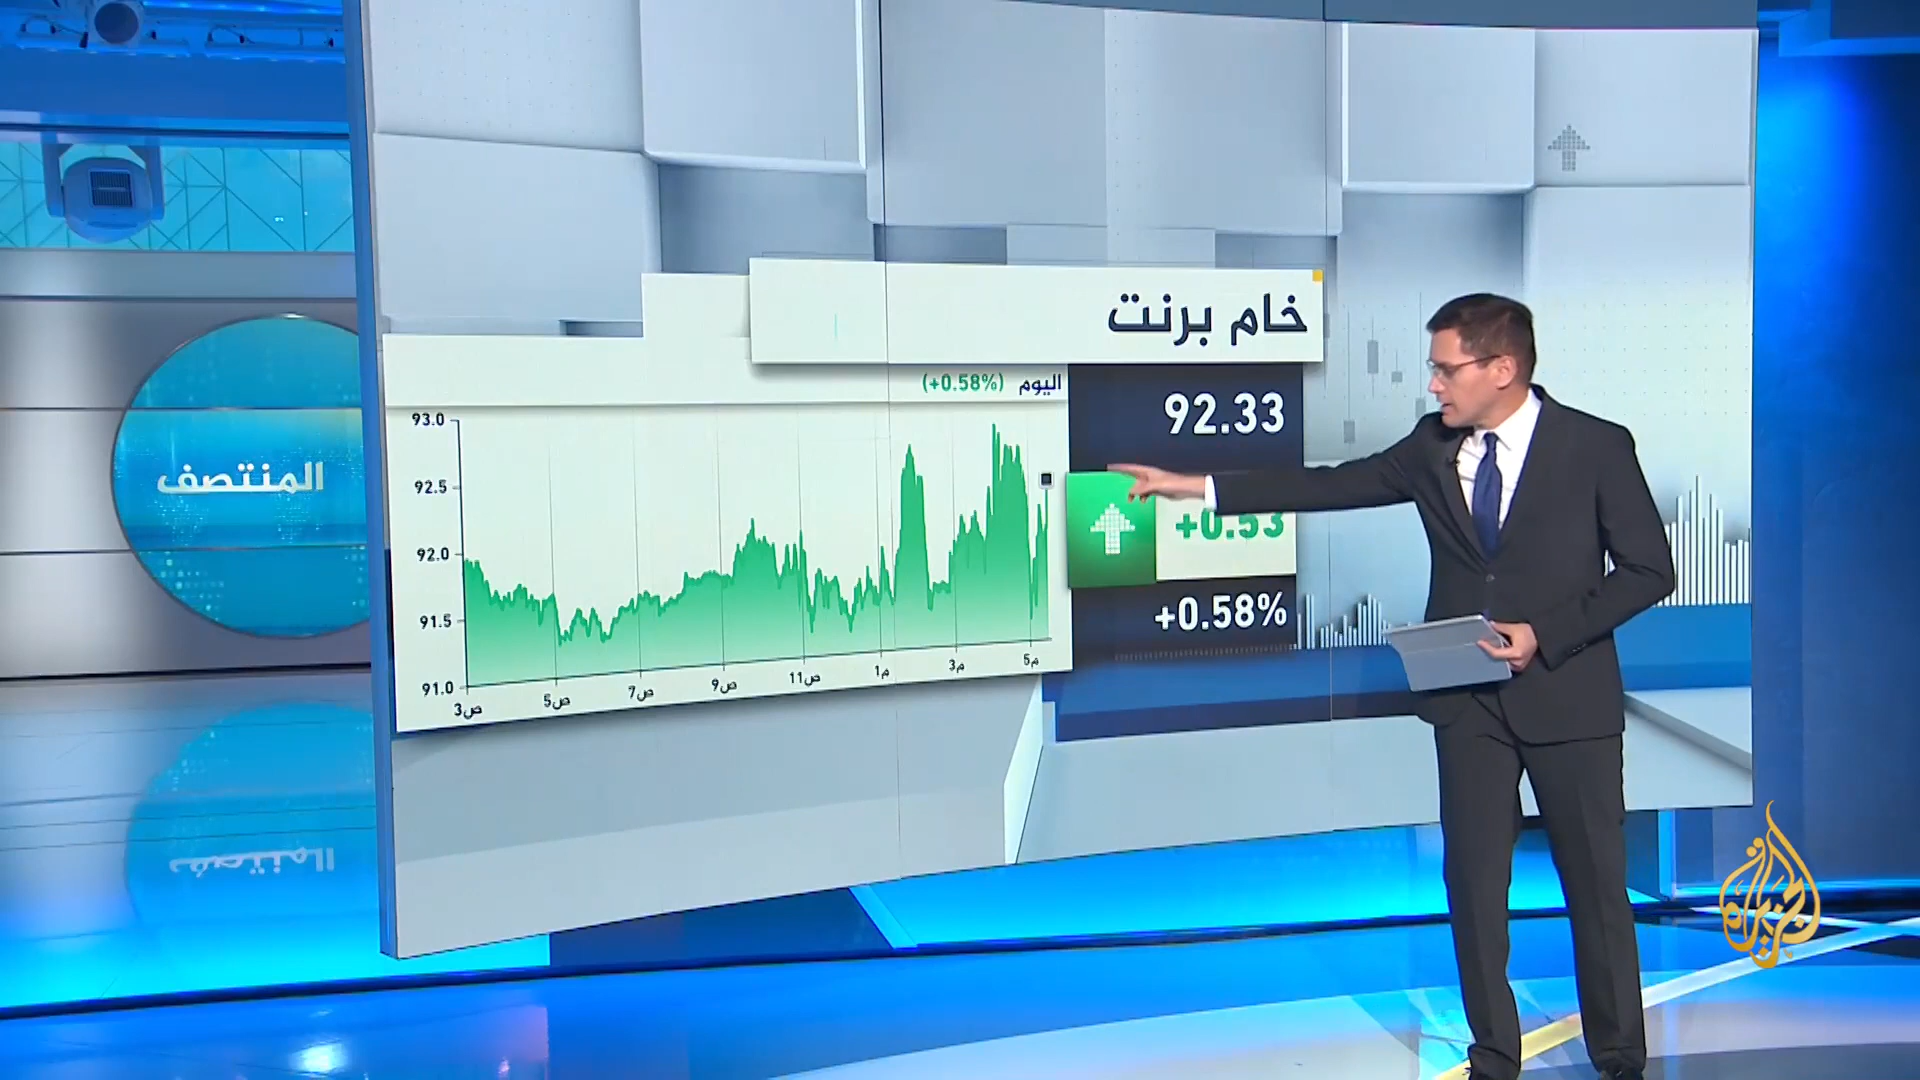 خام برنت
اليوم (+0.58%)
92.33
+0.53
+0.58%
93.0
92.5
92.0
91.5
91.0
3ص 5ص 7ص 9ص 11ص 1م 3م 5م
المنتصف
الجزيرة